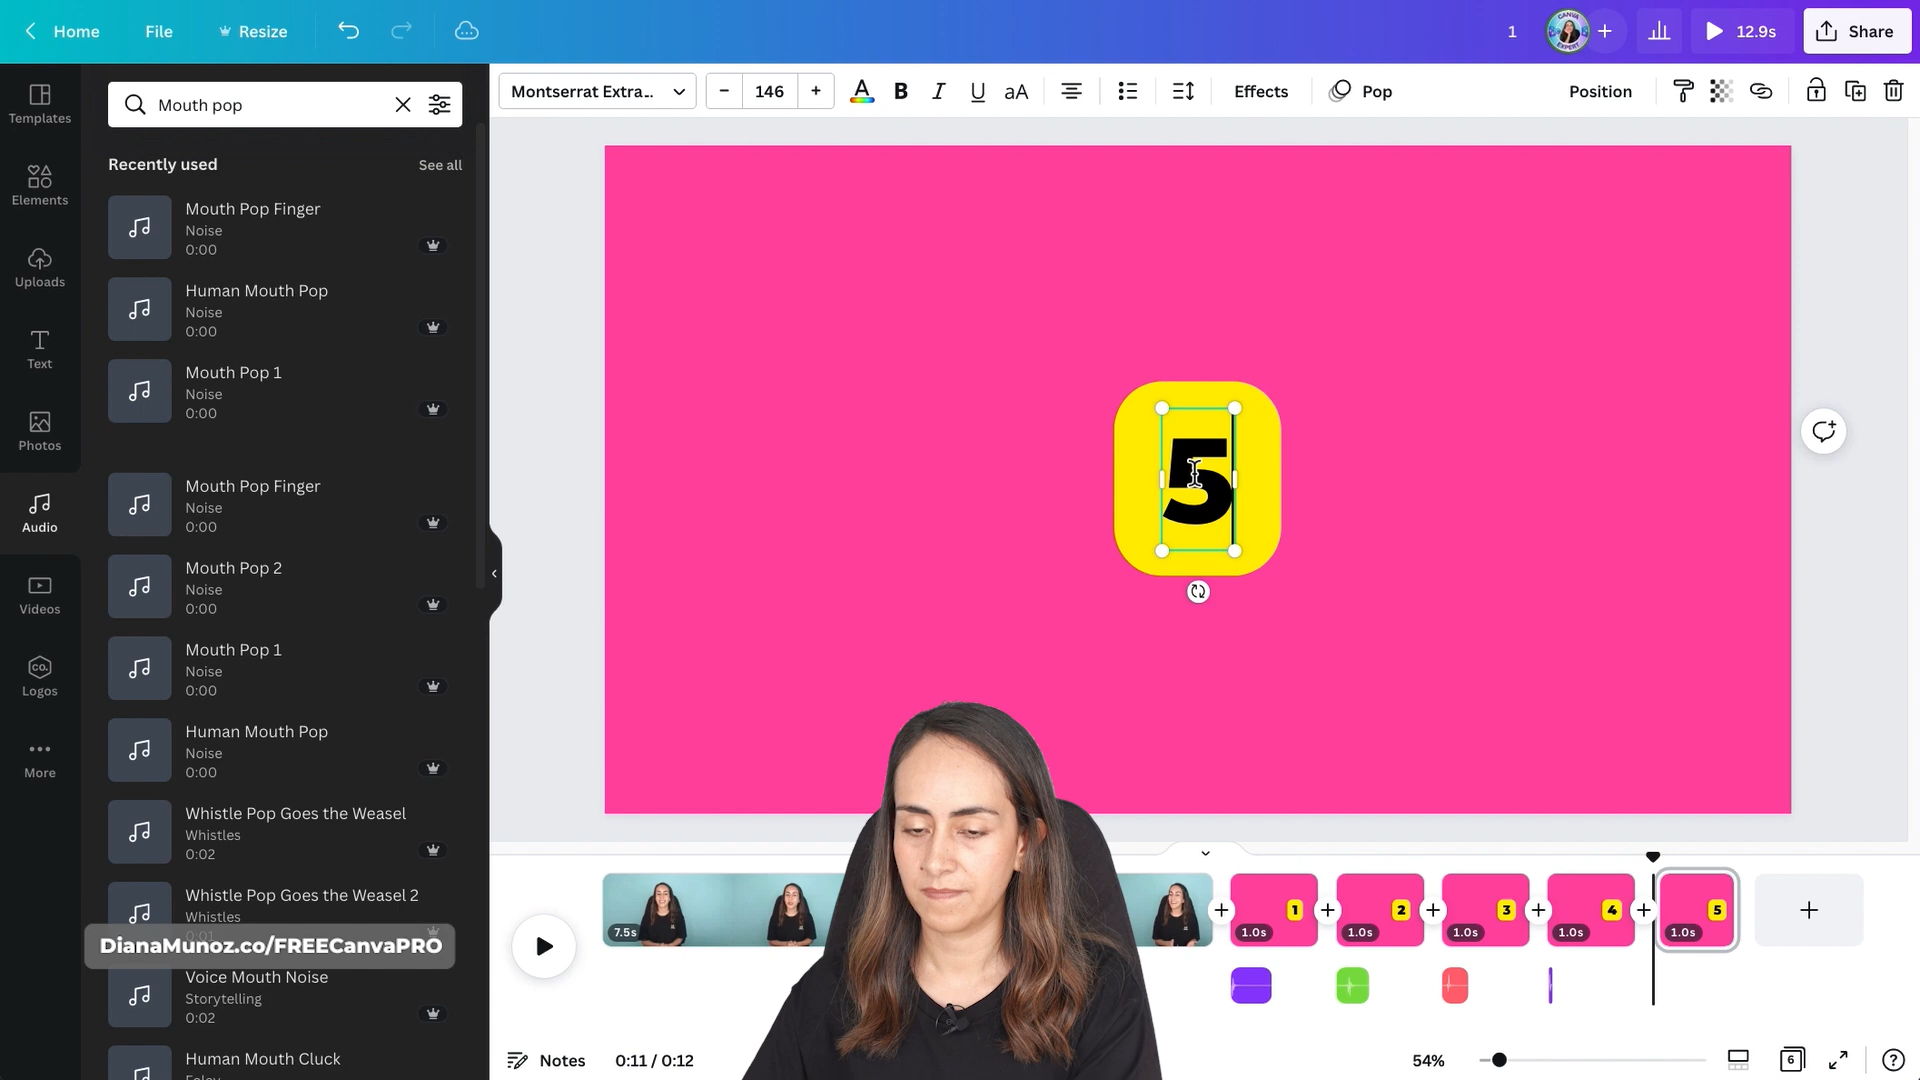 Home
File
Resize
1
12.9s
Share
Templates
Elements
Uploads
Text
Photos
Audio
Videos
Logos
More
CO.
Mouth pop
Recently used
See all
Mouth Pop Finger
Noise
0:00
Human Mouth Pop
Noise
0:00
Mouth Pop 1
Noise
0:00
Mouth Pop Finger
Noise
0:00
Mouth Pop 2
Noise
0:00
Mouth Pop 1
Noise
0:00
Human Mouth Pop
Noise
0:00
Whistle Pop Goes the Weasel
Whistles
0:02
Whistle Pop Goes the Weasel 2
Whistles
DianaMunoz.co/FREECanvaPRO
Voice Mouth Noise
Storytelling
0:02
Human Mouth Cluck
Montserrat Extra...
146
A
B
I
U
aA
Effects
Pop
Position
CANVA
EXPERT
5
7.5s
1
1.0s
2
1.0s
3
1.0s
4
1.0s
5
1.0s
Notes
0:11 / 0:12
54%
6